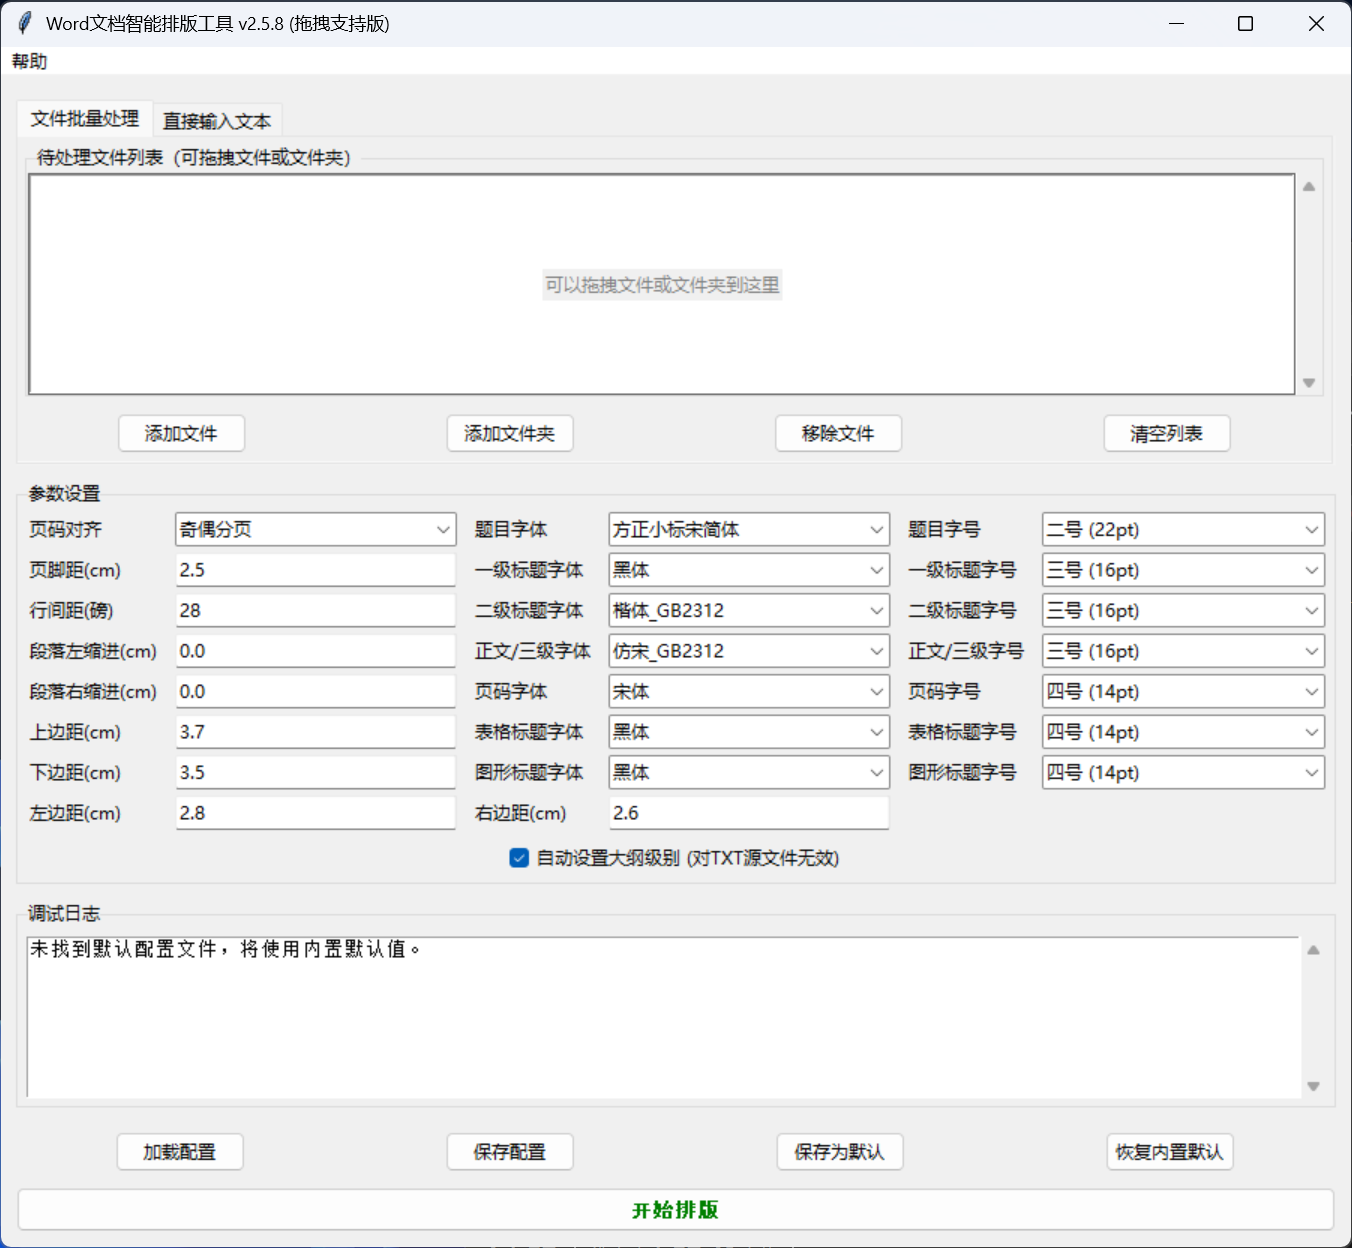 Word文档智能排版工具 v2.5.8 (拖拽支持版)
帮助
文件批量处理 直接输入文本
待处理文件列表（可拖拽文件或文件夹）
可以拖拽文件或文件夹到这里
添加文件 添加文件夹 移除文件 清空列表
参数设置
页码对齐 奇偶分页 题目字体 方正小标宋简体 题目字号 二号 (22pt)
页脚距(cm) 2.5 一级标题字体 黑体 一级标题字号 三号 (16pt)
行间距(磅) 28 二级标题字体 楷体_GB2312 二级标题字号 三号 (16pt)
段落左缩进(cm) 0.0 正文/三级字体 仿宋_GB2312 正文/三级字号 三号 (16pt)
段落右缩进(cm) 0.0 页码字体 宋体 页码字号 四号 (14pt)
上边距(cm) 3.7 表格标题字体 黑体 表格标题字号 四号 (14pt)
下边距(cm) 3.5 图形标题字体 黑体 图形标题字号 四号 (14pt)
左边距(cm) 2.8 右边距(cm) 2.6
自动设置大纲级别 (对TXT源文件无效)
调试日志
未找到默认配置文件，将使用内置默认值。
加载配置 保存配置 保存为默认 恢复内置默认
开始排版